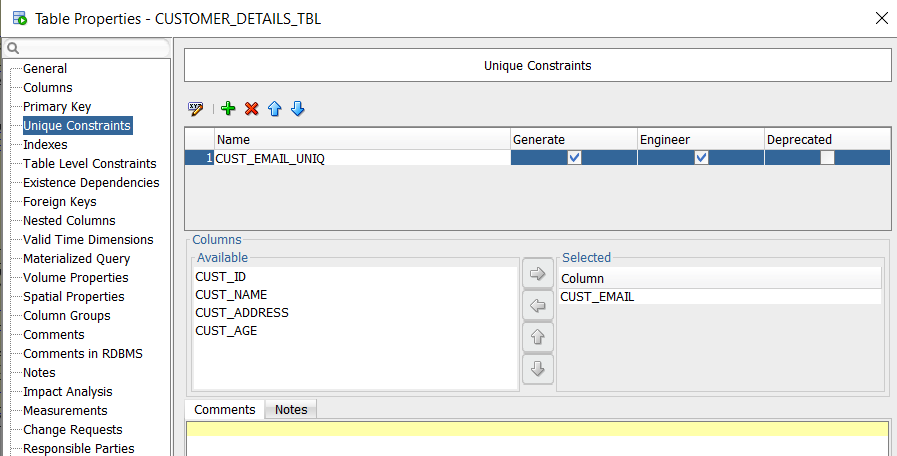 Table Properties - CUSTOMER_DETAILS_TBL
General
Columns
Primary Key
Unique Constraints
Indexes
Table Level Constraints
Existence Dependencies
Foreign Keys
Nested Columns
Valid Time Dimensions
Materialized Query
Volume Properties
Spatial Properties
Column Groups
Comments
Comments in RDBMS
Notes
Impact Analysis
Measurements
Change Requests
Responsible Parties
Unique Constraints
XYZ
Name Generate Engineer Deprecated
1 CUST_EMAIL_UNIQ
Columns
Available
CUST_ID
CUST_NAME
CUST_ADDRESS
CUST_AGE
Selected
Column
CUST_EMAIL
Comments Notes